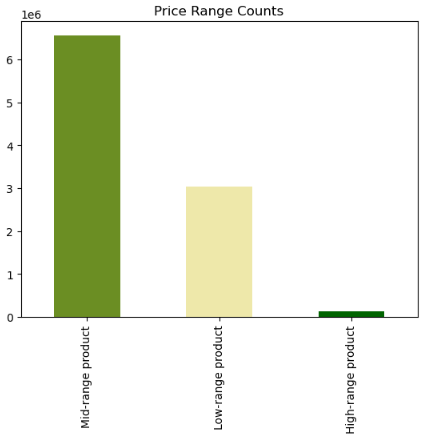 Price Range Counts
1e6
6
5
4
3
2
1
0
Mid-range product
Low-range product
High-range product